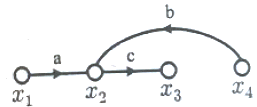 b
a c
x₁ x₂ x₃ x₄